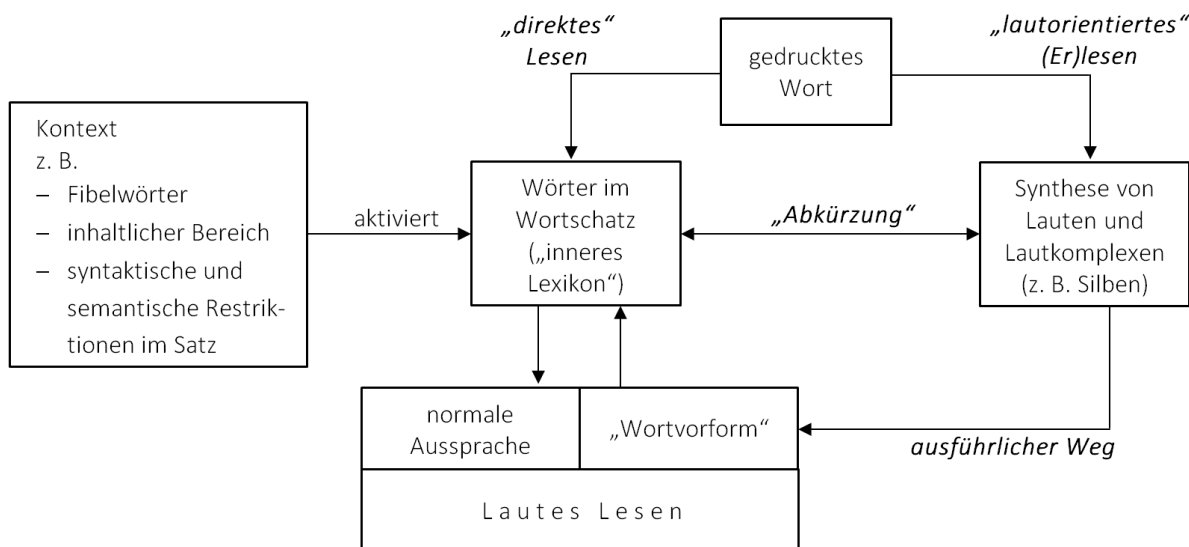 „direktes“
Lesen
gedrucktes
Wort
„lautorientiertes“
(Er)lesen
Kontext
z. B.
– Fibelwörter
– inhaltlicher Bereich
– syntaktische und
semantische Restrik-
tionen im Satz
aktiviert
Wörter im
Wortschatz
(„inneres
Lexikon“)
„Abkürzung“
Synthese von
Lauten und
Lautkomplexen
(z. B. Silben)
normale
Aussprache
„Wortvorform“
ausführlicher Weg
Lautes Lesen